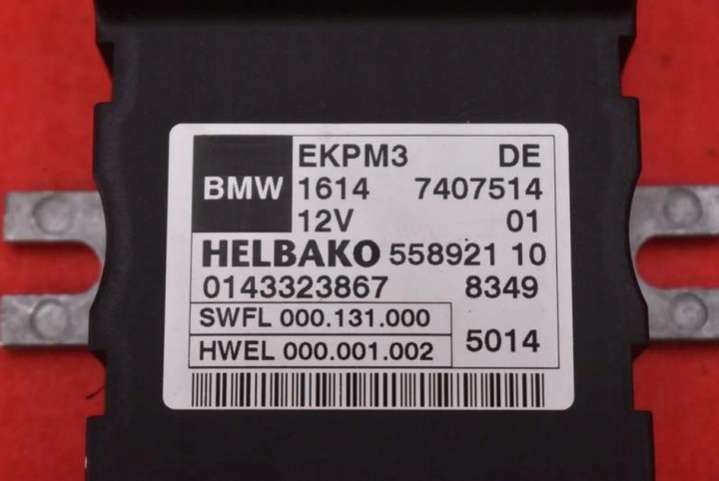 EKPM3 DE
BMW 1614 7407514
12V 01
HELBAKO 558921 10
0143323867 8349
SWFL 000.131.000
HWEL 000.001.002 5014